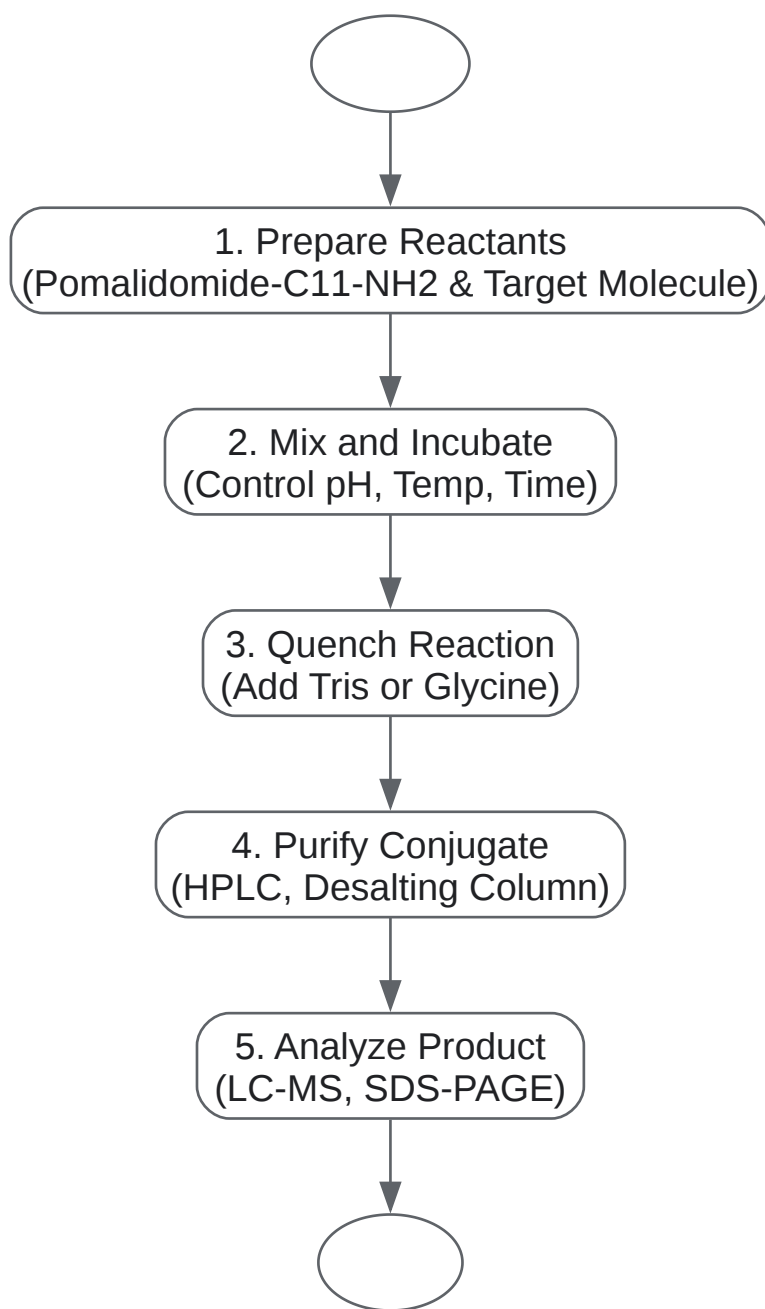 1. Prepare Reactants
(Pomalidomide-C11-NH2 & Target Molecule)
2. Mix and Incubate
(Control pH, Temp, Time)
3. Quench Reaction
(Add Tris or Glycine)
4. Purify Conjugate
(HPLC, Desalting Column)
5. Analyze Product
(LC-MS, SDS-PAGE)